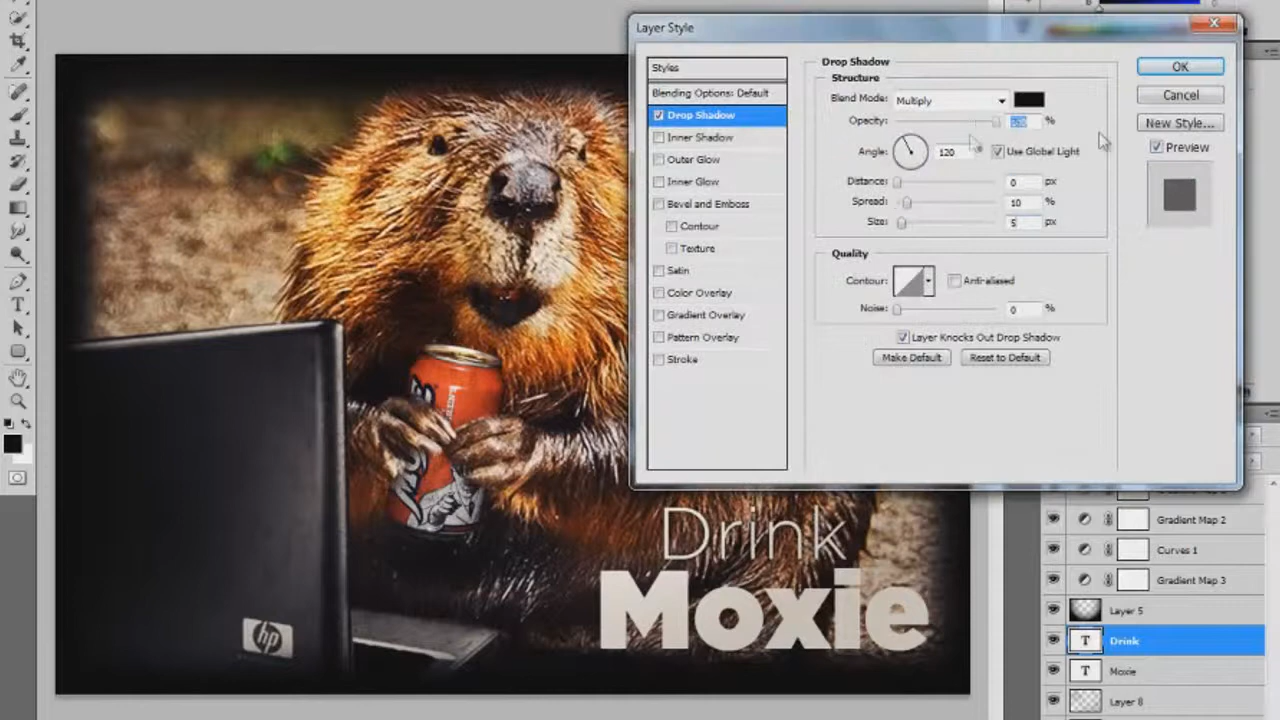 Layer Style
Styles
Blending Options: Default
Drop Shadow
Inner Shadow
Outer Glow
Inner Glow
Bevel and Emboss
Contour
Texture
Satin
Color Overlay
Gradient Overlay
Pattern Overlay
Stroke
Drop Shadow
Structure
Blend Mode: Multiply
Opacity: %
Angle: 120 Use Global Light
Distance: 0 px
Spread: 10 %
Size: 5 px
Quality
Contour: Anti-aliased
Noise: 0 %
Layer Knocks Out Drop Shadow
Make Default Reset to Default
OK
Cancel
New Style...
Preview
hp
Drink
Moxie
Gradient Map 2
Curves 1
Gradient Map 3
Layer 5
T Drink
T Moxie
Layer 8